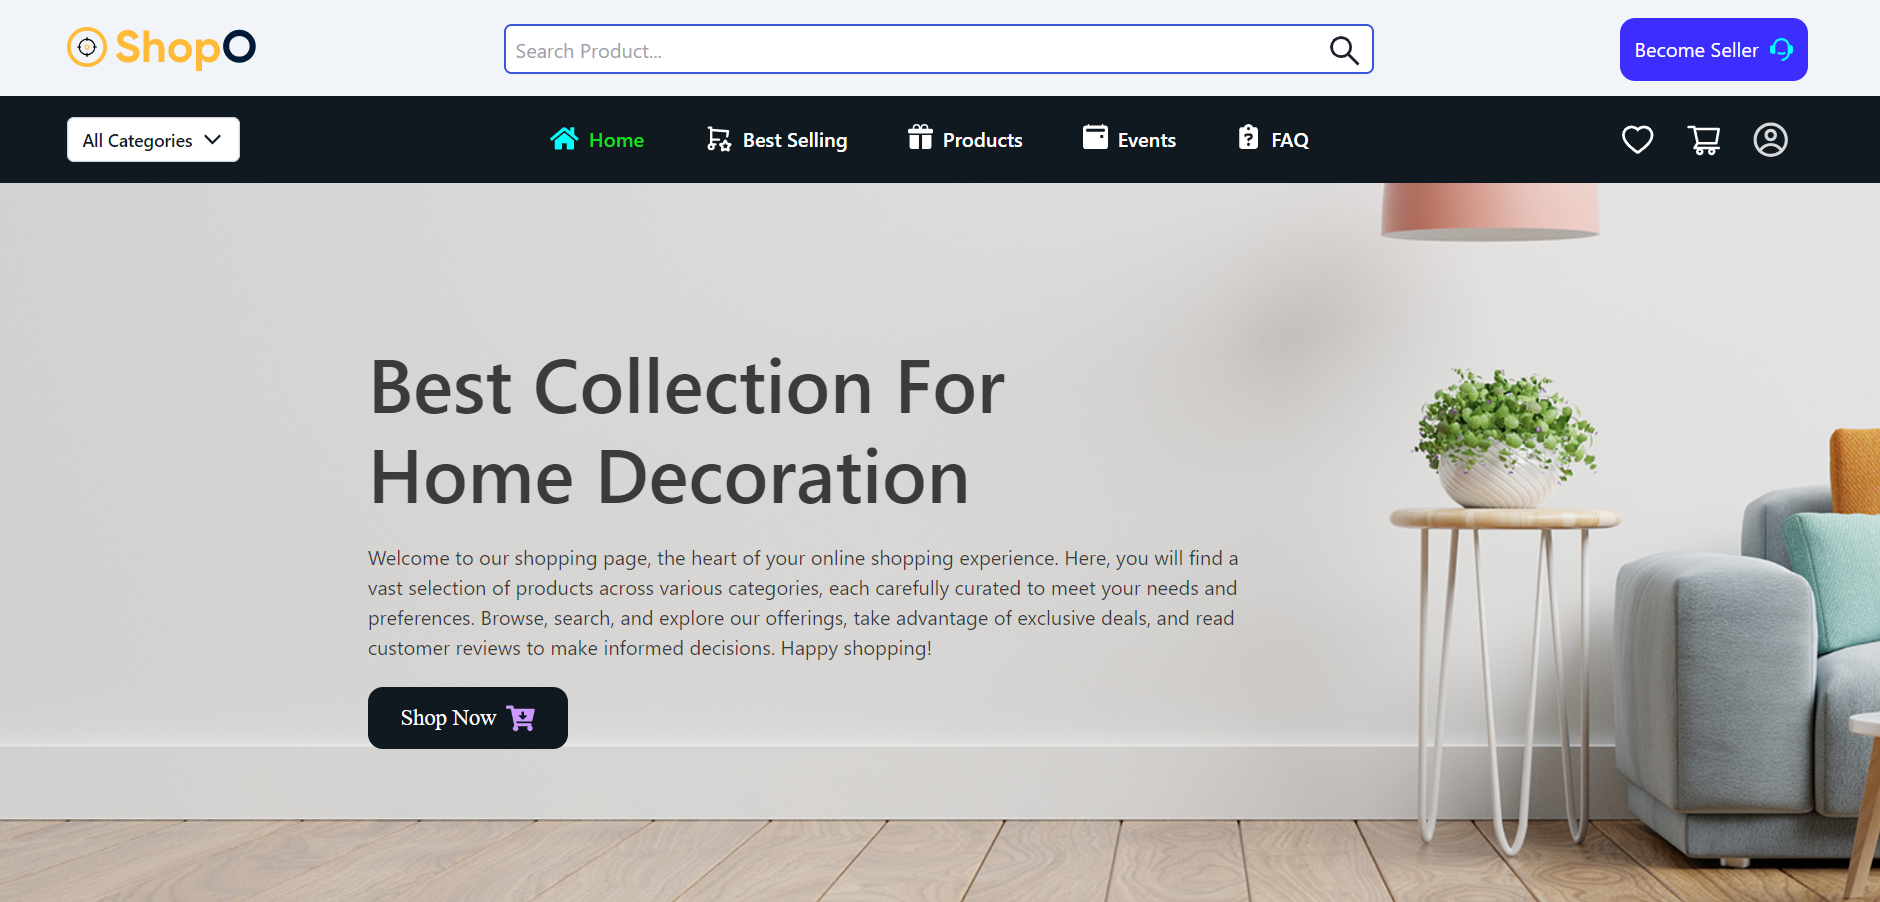 ShopO
Search Product...
Become Seller
All Categories
Home
Best Selling
Products
Events
FAQ
Best Collection For
Home Decoration
Welcome to our shopping page, the heart of your online shopping experience. Here, you will find a
vast selection of products across various categories, each carefully curated to meet your needs and
preferences. Browse, search, and explore our offerings, take advantage of exclusive deals, and read
customer reviews to make informed decisions. Happy shopping!
Shop Now